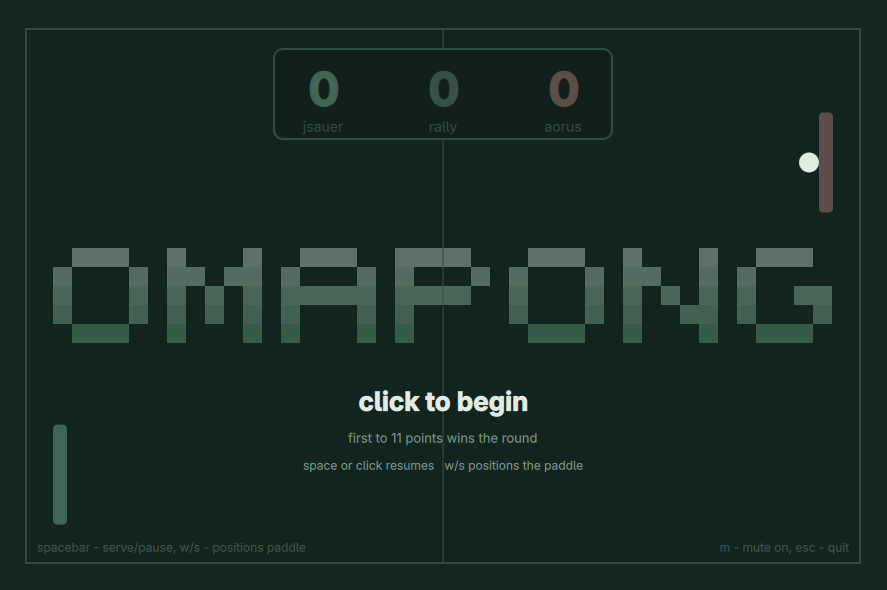 0 0 0
jsauer rally aorus
OMAPONG
click to begin
first to 11 points wins the round
space or click resumes w/s positions the paddle
spacebar - serve/pause, w/s - positions paddle m - mute on, esc - quit